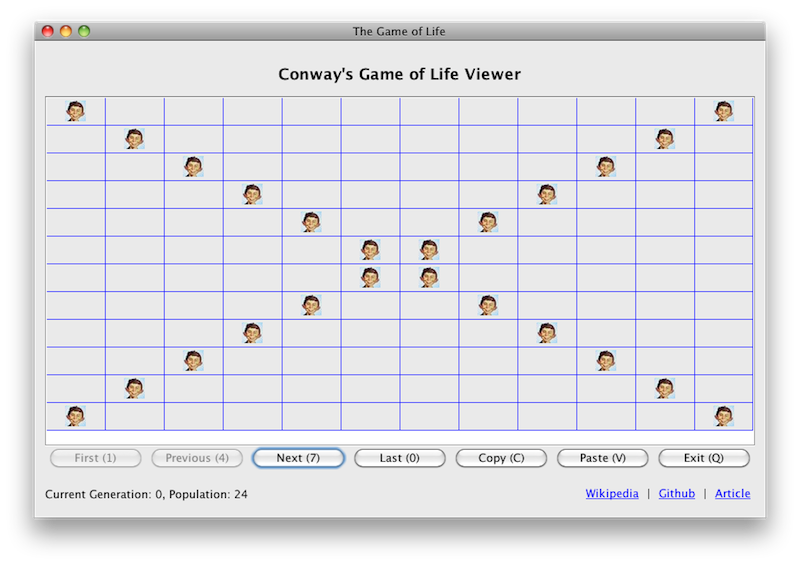 The Game of Life
Conway's Game of Life Viewer
First (1) Previous (4) Next (7) Last (0) Copy (C) Paste (V) Exit (Q)
Current Generation: 0, Population: 24 Wikipedia | Github | Article